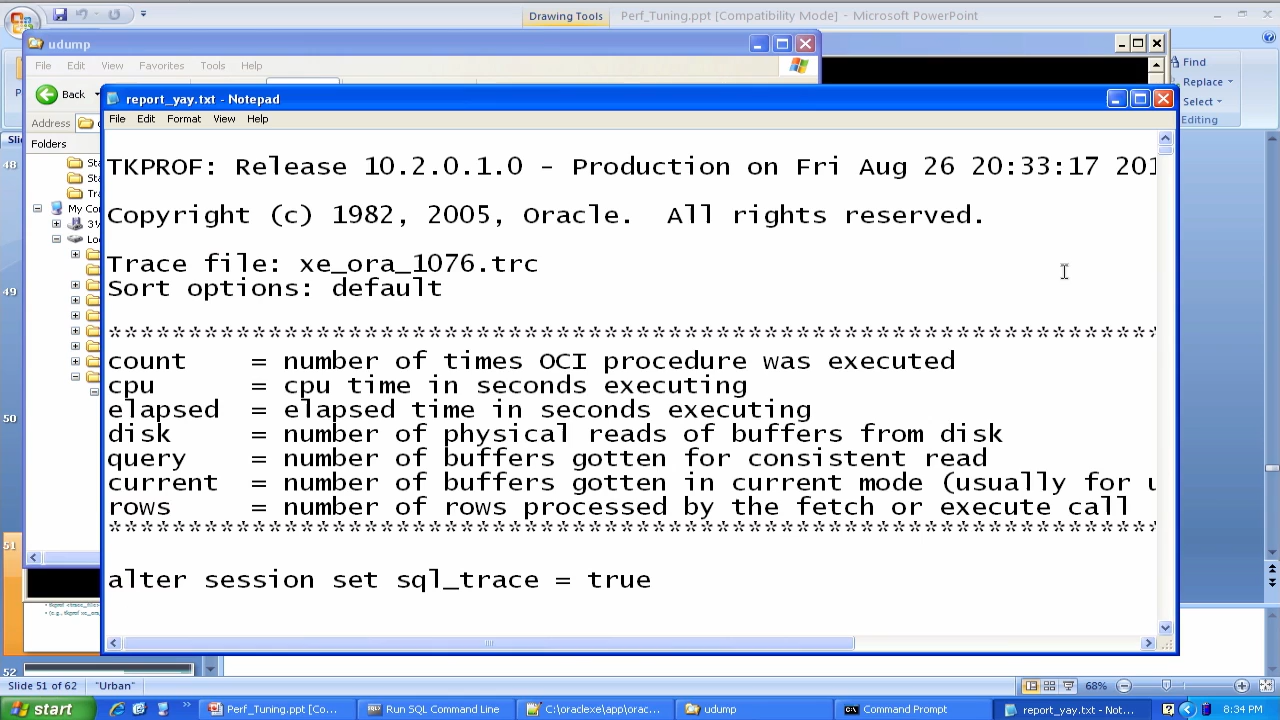 Drawing Tools
Perf_Tuning.ppt [Compatibility Mode] - Microsoft PowerPoint
udump
File Edit View Favorites Tools Help
Find
Replace
Select
Editing
Back
Address
Folders
report_yay.txt - Notepad
File Edit Format View Help
TKPROF: Release 10.2.0.1.0 - Production on Fri Aug 26 20:33:17 201
Copyright (c) 1982, 2005, Oracle.  All rights reserved.
Trace file: xe_ora_1076.trc
Sort options: default
********************************************************************************
count    = number of times OCI procedure was executed
cpu      = cpu time in seconds executing
elapsed  = elapsed time in seconds executing
disk     = number of physical reads of buffers from disk
query    = number of buffers gotten for consistent read
current  = number of buffers gotten in current mode (usually for u
rows     = number of rows processed by the fetch or execute call
********************************************************************************
alter session set sql_trace = true
48
49
50
51
52
Slide 51 of 62
"Urban"
68%
start
Perf_Tuning.ppt [Co...
Run SQL Command Line
C:\oraclexe\app\orac...
udump
Command Prompt
report_yay.txt - Not...
8:34 PM